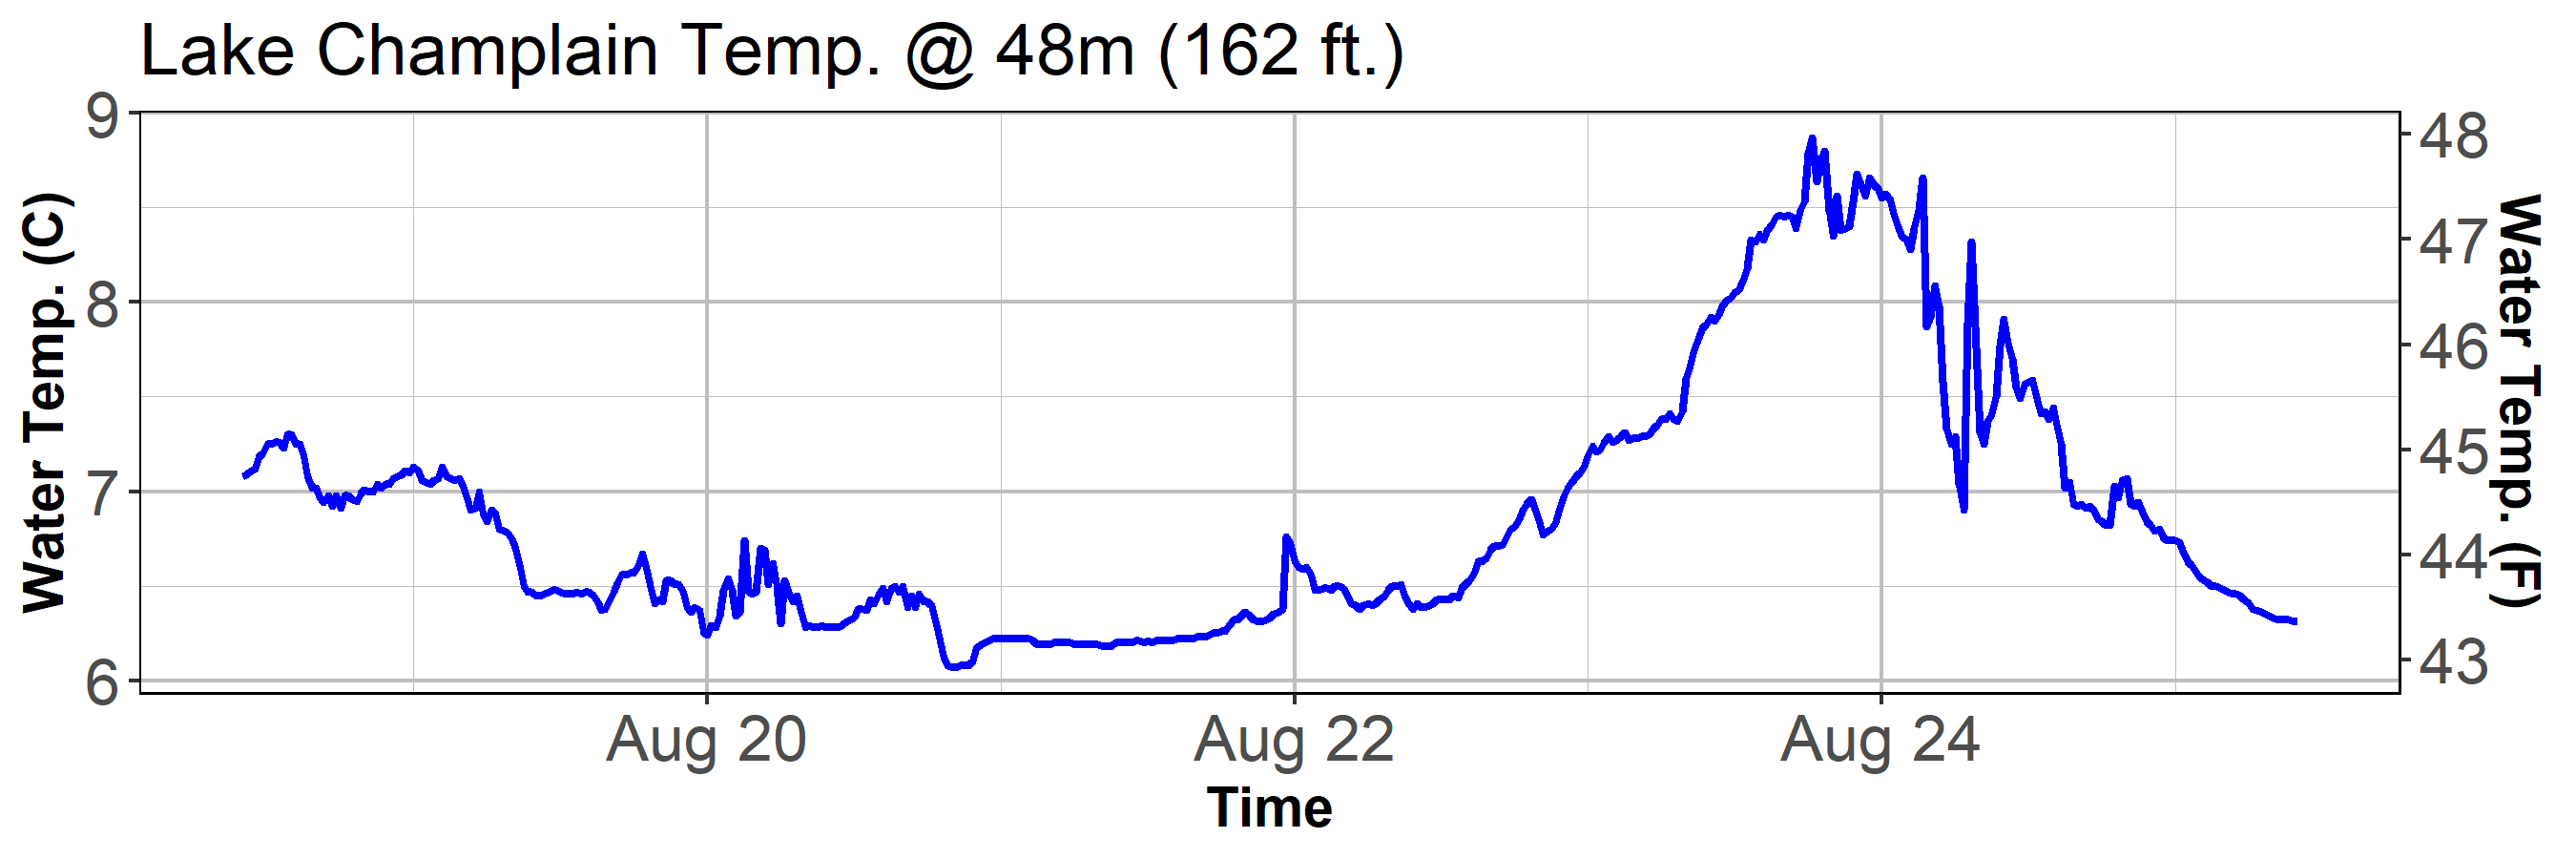 Lake Champlain Temp. @ 48m (162 ft.)
Water Temp. (C)
9
8
7
6
48
47
46
45
44
43
Water Temp. (F)
Aug 20 Aug 22 Aug 24
Time